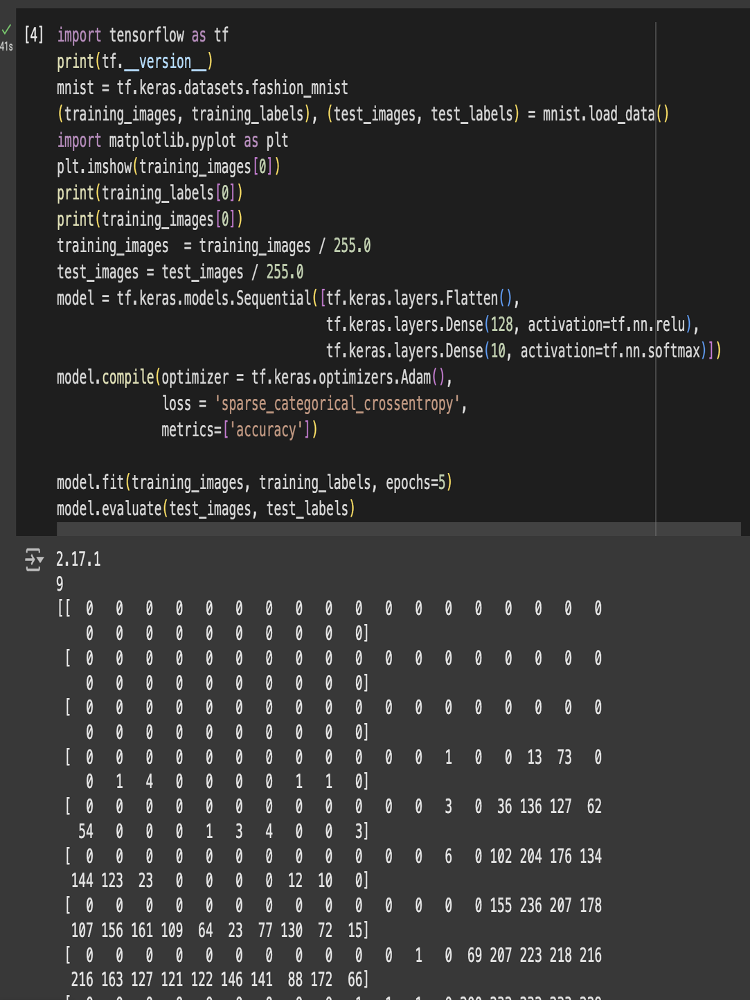 [4] import tensorflow as tf
41s
print(tf.__version__)
mnist = tf.keras.datasets.fashion_mnist
(training_images, training_labels), (test_images, test_labels) = mnist.load_data()
import matplotlib.pyplot as plt
plt.imshow(training_images[0])
print(training_labels[0])
print(training_images[0])
training_images  = training_images / 255.0
test_images = test_images / 255.0
model = tf.keras.models.Sequential([tf.keras.layers.Flatten(),
                                    tf.keras.layers.Dense(128, activation=tf.nn.relu),
                                    tf.keras.layers.Dense(10, activation=tf.nn.softmax)])
model.compile(optimizer = tf.keras.optimizers.Adam(),
              loss = 'sparse_categorical_crossentropy',
              metrics=['accuracy'])
model.fit(training_images, training_labels, epochs=5)
model.evaluate(test_images, test_labels)
2.17.1
9
[[  0   0   0   0   0   0   0   0   0   0   0   0   0   0   0   0   0   0
    0   0   0   0   0   0   0   0   0   0]
 [  0   0   0   0   0   0   0   0   0   0   0   0   0   0   0   0   0   0
    0   0   0   0   0   0   0   0   0   0]
 [  0   0   0   0   0   0   0   0   0   0   0   0   0   0   0   0   0   0
    0   0   0   0   0   0   0   0   0   0]
 [  0   0   0   0   0   0   0   0   0   0   0   0   1   0   0  13  73   0
    0   1   4   0   0   0   0   1   1   0]
 [  0   0   0   0   0   0   0   0   0   0   0   0   3   0  36 136 127  62
   54   0   0   0   1   3   4   0   0   3]
 [  0   0   0   0   0   0   0   0   0   0   0   0   6   0 102 204 176 134
  144 123  23   0   0   0   0  12  10   0]
 [  0   0   0   0   0   0   0   0   0   0   0   0   0   0 155 236 207 178
  107 156 161 109  64  23  77 130  72  15]
 [  0   0   0   0   0   0   0   0   0   0   0   1   0  69 207 223 218 216
  216 163 127 121 122 146 141  88 172  66]